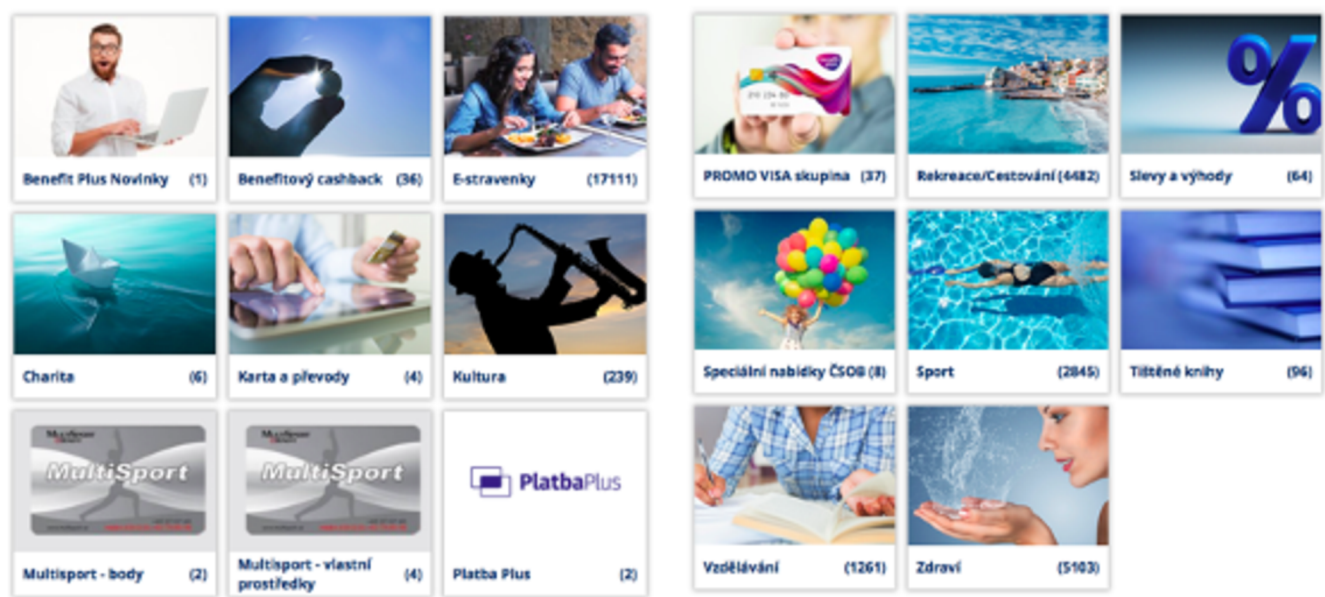 Benefit Plus Novinky (1)
Benefitový cashback (36)
E-stravenky (17111)
Charita (6)
Karta a převody (4)
Kultura (239)
MultiSport
MultiSport
PlatbaPlus
Multisport - body (2)
Multisport - vlastní
prostředky (4)
Platba Plus (2)
PROMO VISA skupina (37)
Rekreace/Cestování (4482)
%
Slevy a výhody (64)
Speciální nabídky ČSOB (8)
Sport (2845)
Tištěné knihy (96)
Vzdělávání (1261)
Zdraví (5103)